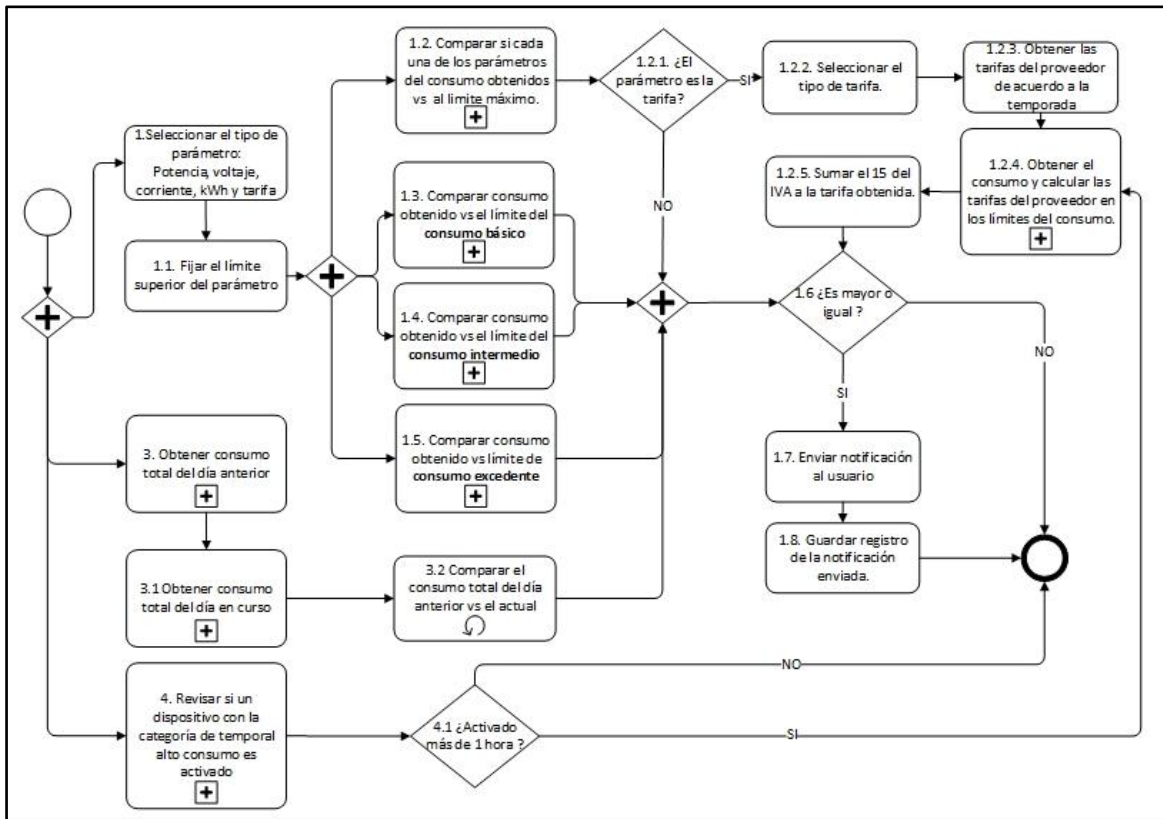 1.2. Comparar si cada
una de los parámetros
del consumo obtenidos
vs al limite máximo.
1.2.1. ¿El
parámetro es la
tarifa?
SI
1.2.2. Seleccionar el
tipo de tarifa.
1.2.3. Obtener las
tarifas del proveedor
de acuerdo a la
temporada
1.Seleccionar el tipo de
parámetro:
Potencia, voltaje,
corriente, kWh y tarifa
1.3. Comparar consumo
obtenido vs el límite del
consumo básico
NO
1.2.5. Sumar el 15 del
IVA a la tarifa obtenida.
1.2.4. Obtener el
consumo y calcular las
tarifas del proveedor
en los límites del
consumo.
1.1. Fijar el límite
superior del parámetro
1.4. Comparar consumo
obtenido vs el límite del
consumo intermedio
1.6 ¿Es mayor o
igual ?
NO
SI
1.5. Comparar consumo
obtenido vs límite de
consumo excedente
3. Obtener consumo
total del día anterior
1.7. Enviar notificación
al usuario
1.8. Guardar registro
de la notificación
enviada.
3.1 Obtener consumo
total del día en curso
3.2 Comparar el
consumo total del día
anterior vs el actual
4. Revisar si un
dispositivo con la
categoría de temporal
alto consumo es
activado
4.1 ¿Activado
más de 1 hora ?
NO
SI